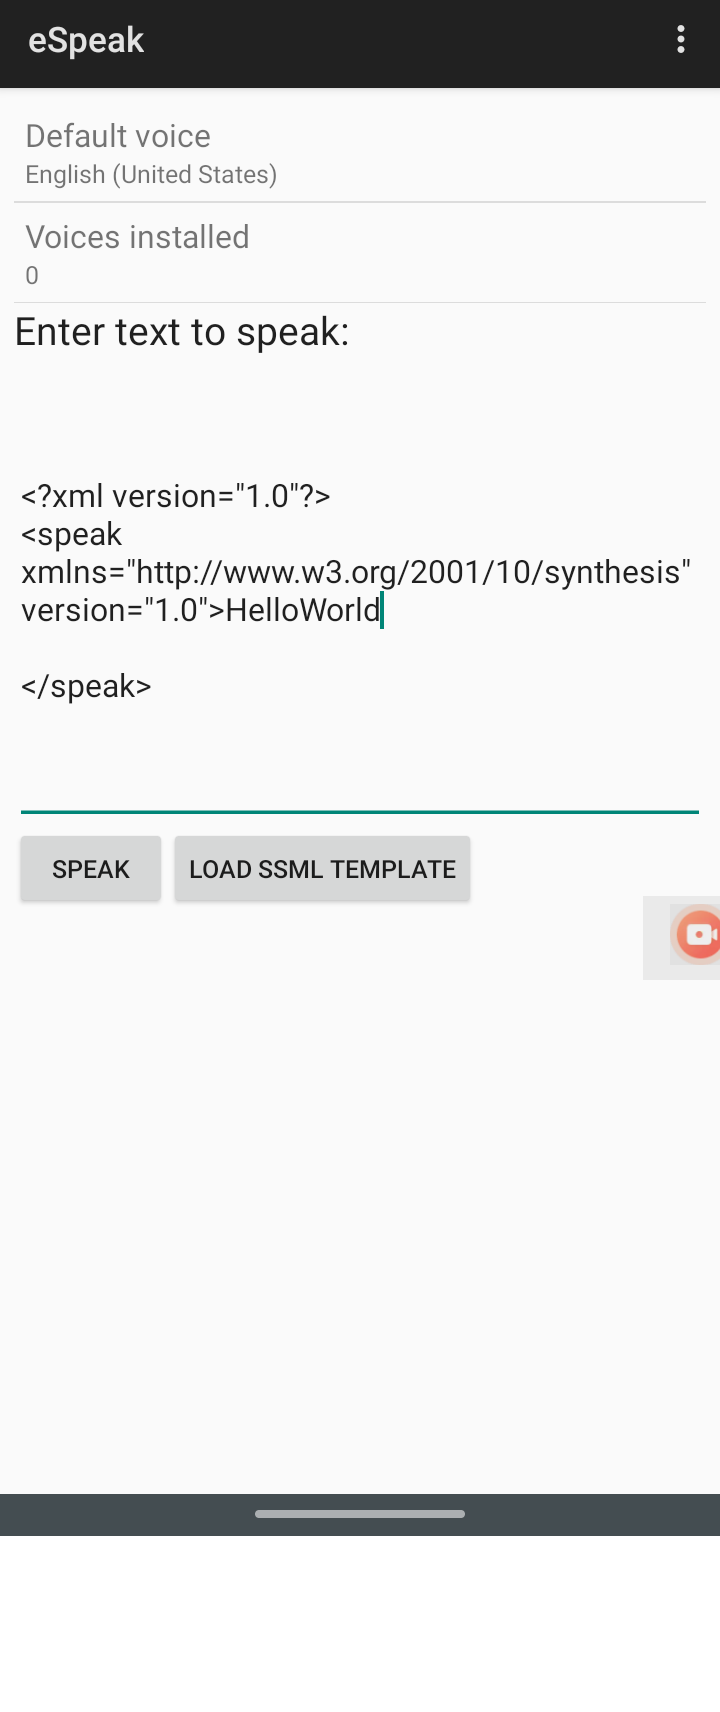 eSpeak
Default voice
English (United States)
Voices installed
0
Enter text to speak:
<?xml version="1.0"?>
<speak
xmlns="http://www.w3.org/2001/10/synthesis"
version="1.0">HelloWorld
</speak>
SPEAK
LOAD SSML TEMPLATE